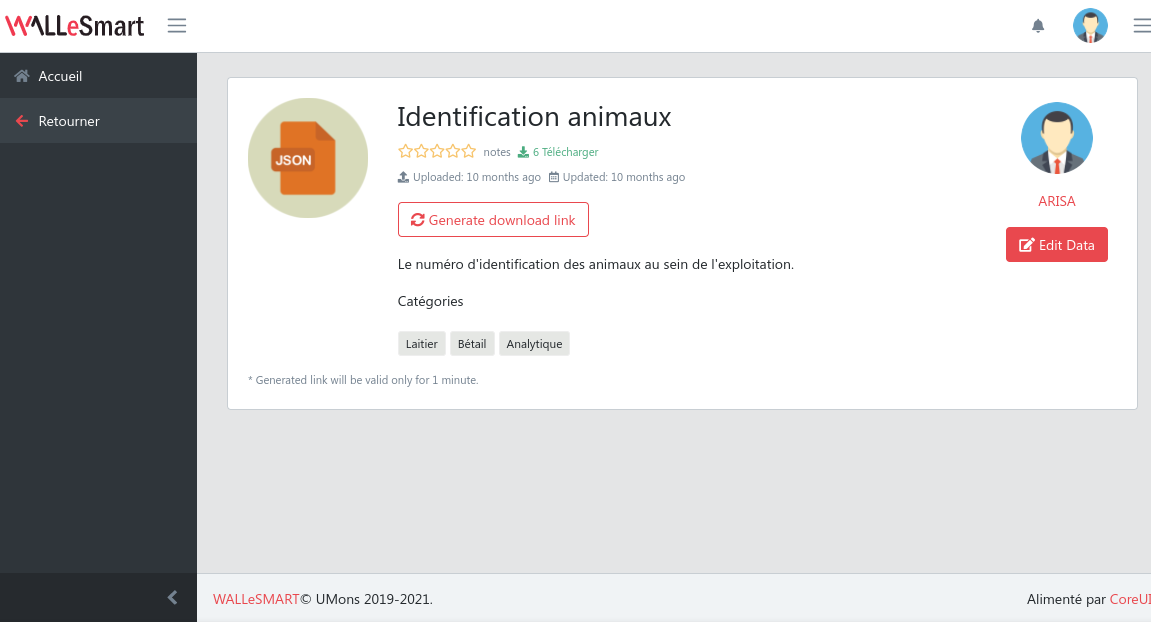 WALLeSmart
Accueil
Retourner
JSON
Identification animaux
notes 6 Télécharger
Uploaded: 10 months ago Updated: 10 months ago
Generate download link
Le numéro d'identification des animaux au sein de l'exploitation.
Catégories
Laitier Bétail Analytique
* Generated link will be valid only for 1 minute.
ARISA
Edit Data
WALLeSMART© UMons 2019-2021.
Alimenté par CoreUI